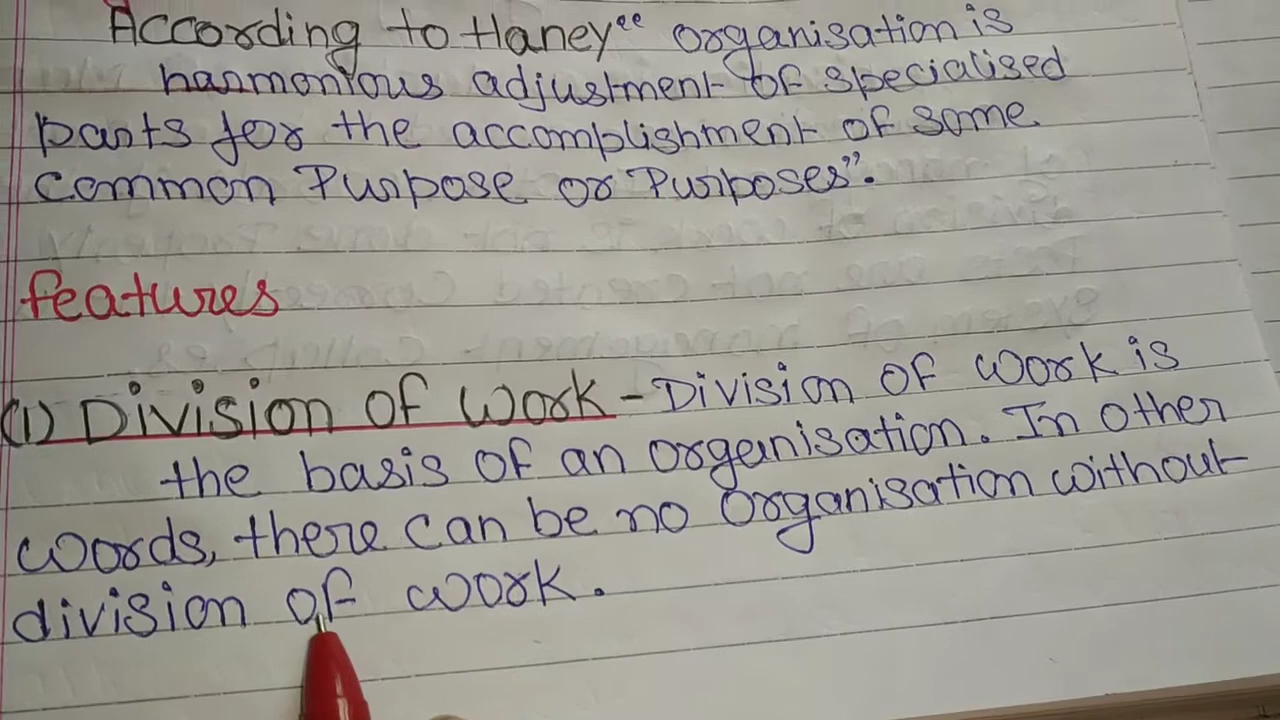 According to Haney“ organisation is
harmonious adjustment of specialised
parts for the accomplishment of some
common Purpose or Purposes”.
features
(1) Division of work - Division of work is
the basis of an organisation. In other
words, there can be no organisation without
division of work.